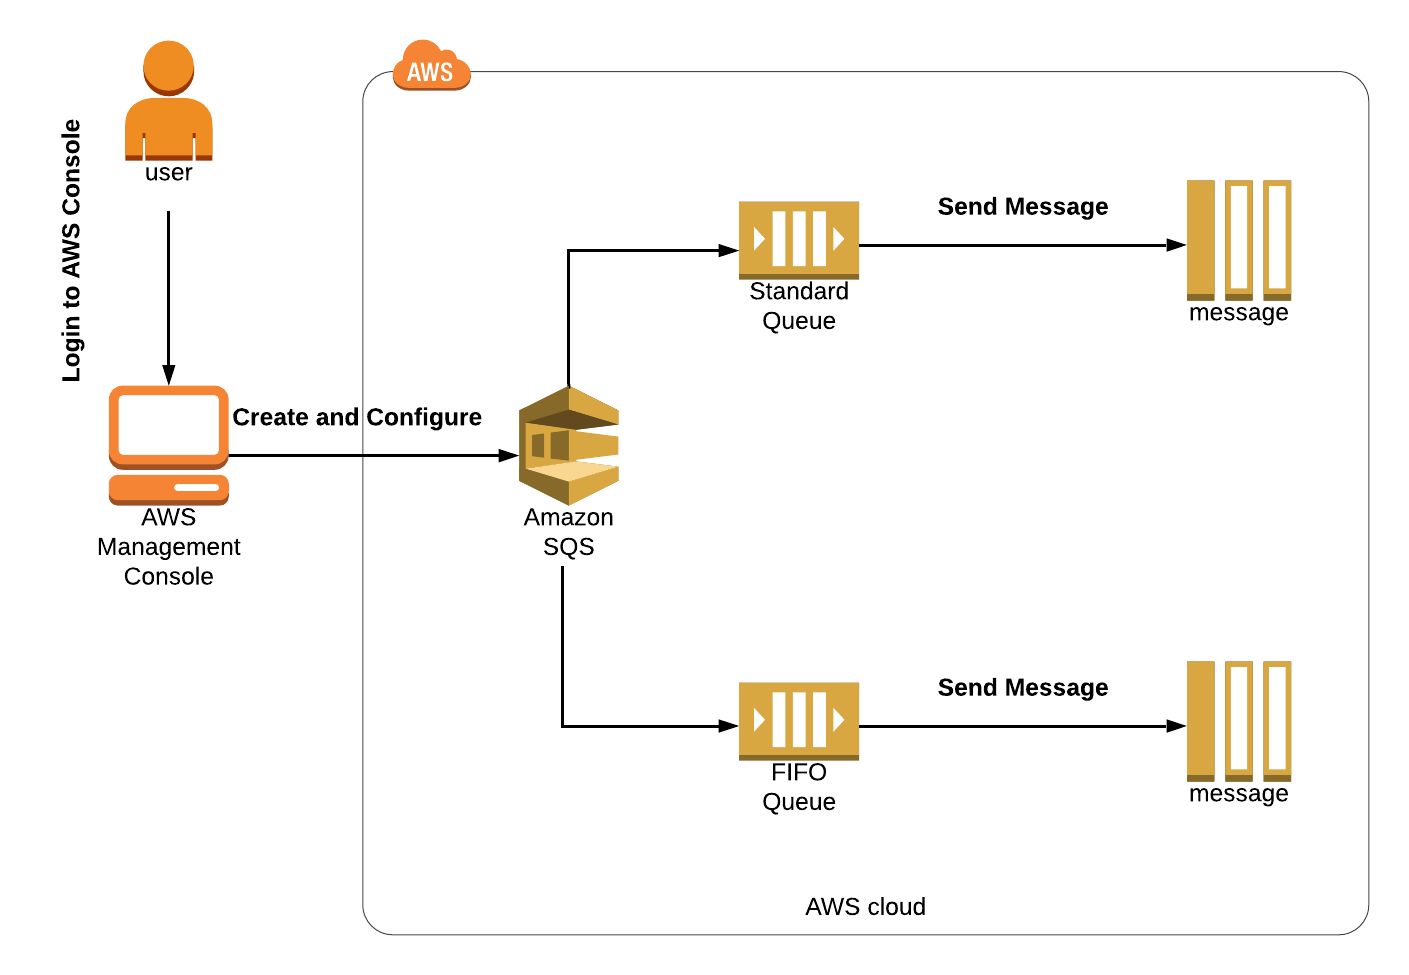 AWS
user
Login to AWS Console
Send Message
Standard
Queue
message
Create and Configure
AWS
Management
Console
Amazon
SQS
Send Message
FIFO
Queue
message
AWS cloud